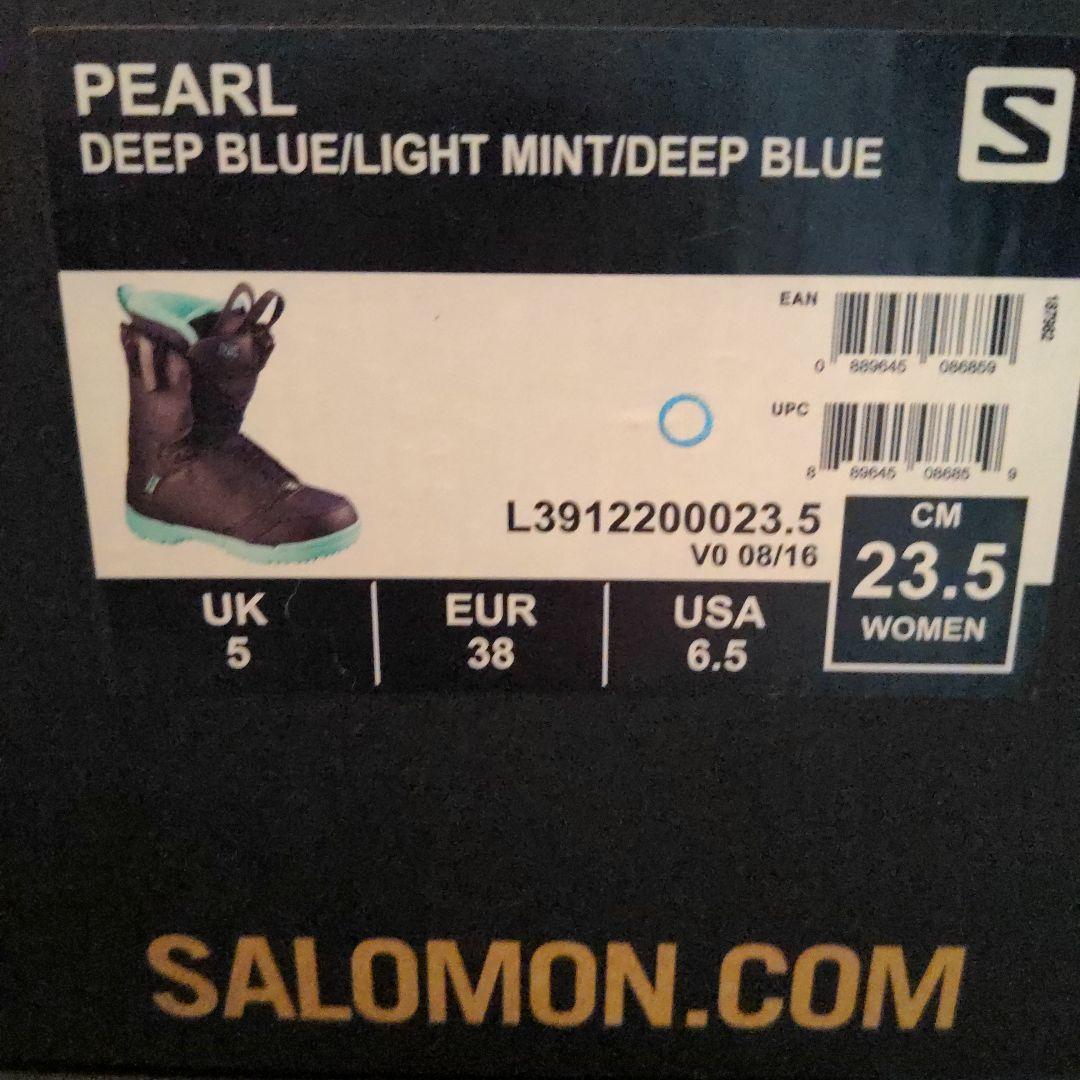 PEARL
DEEP BLUE/LIGHT MINT/DEEP BLUE
S
EAN
187982
0 889645 086859
UPC
8 89645 08685 9
L3912200023.5
V0 08/16
CM
23.5
WOMEN
UK
5
EUR
38
USA
6.5
SALOMON.COM